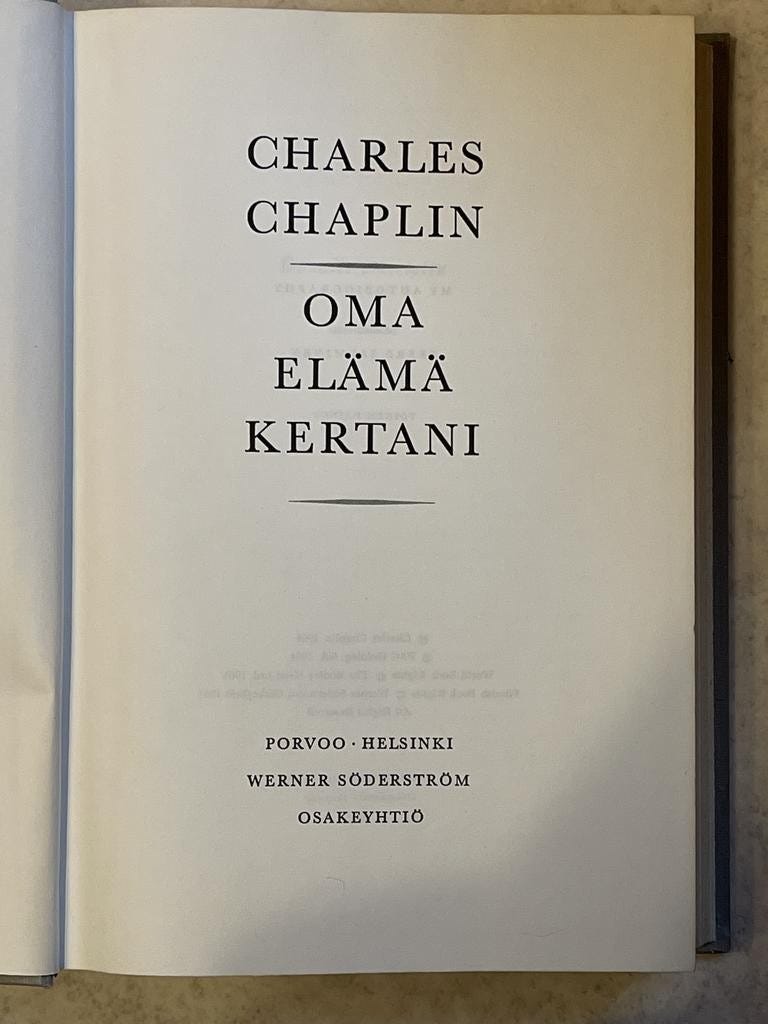 CHARLES
CHAPLIN
OMA
ELÄMÄ
KERTANI
PORVOO · HELSINKI
WERNER SÖDERSTRÖM
OSAKEYHTIÖ